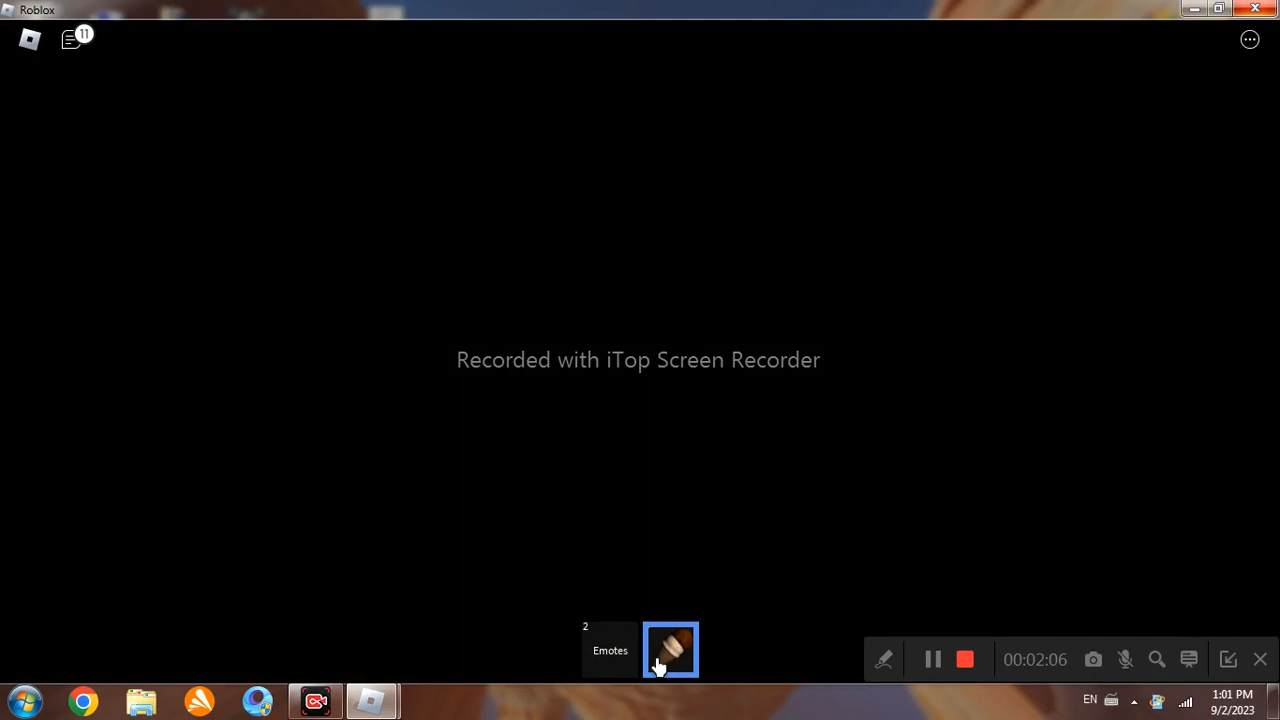 Roblox
11
Recorded with iTop Screen Recorder
2
Emotes
00:02:06
EN
1:01 PM
9/2/2023